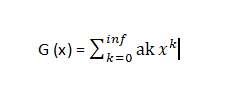 G (x) = ∑_{k=0}^{inf} ak x^k